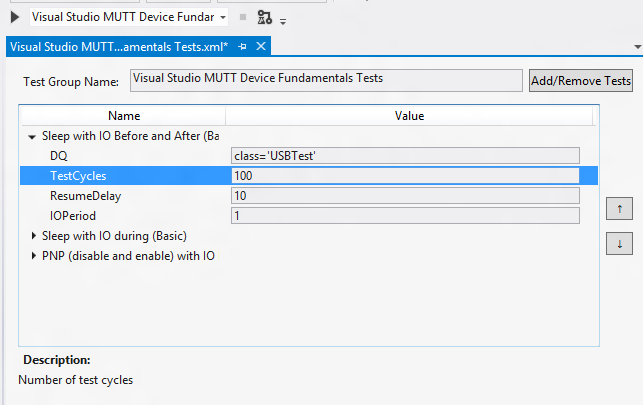 Visual Studio MUTT Device Fundar
Visual Studio MUTT...amentals Tests.xml*
Test Group Name:
Visual Studio MUTT Device Fundamentals Tests
Add/Remove Tests
Name Value
Sleep with IO Before and After (Ba
DQ class='USBTest'
TestCycles 100
ResumeDelay 10
IOPeriod 1
Sleep with IO during (Basic)
PNP (disable and enable) with IO
Description:
Number of test cycles